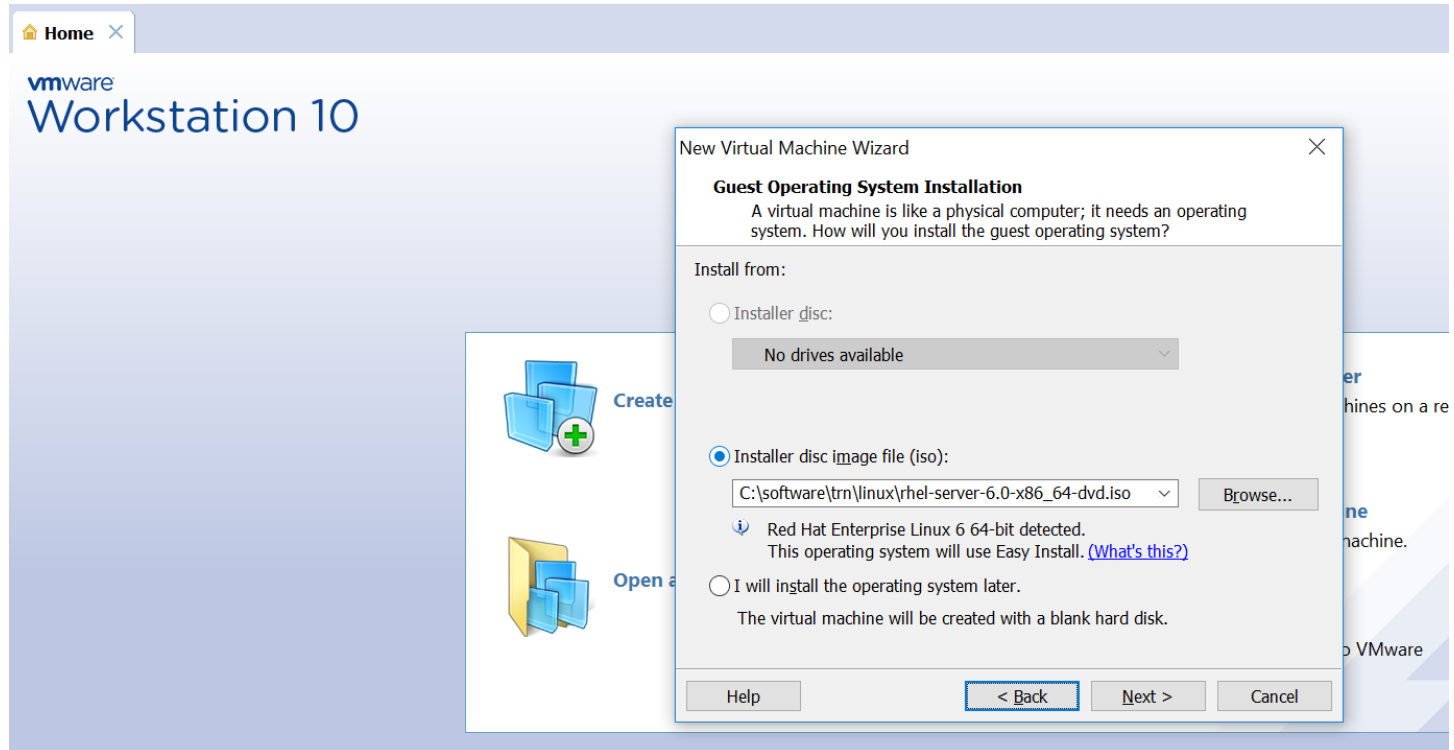 Home
vmware
Workstation 10
New Virtual Machine Wizard
Guest Operating System Installation
A virtual machine is like a physical computer; it needs an operating
system. How will you install the guest operating system?
Install from:
Installer disc:
No drives available
Installer disc image file (iso):
C:\software\trn\linux\rhel-server-6.0-x86_64-dvd.iso
Browse...
Red Hat Enterprise Linux 6 64-bit detected.
This operating system will use Easy Install. (What's this?)
I will install the operating system later.
The virtual machine will be created with a blank hard disk.
Help
< Back
Next >
Cancel
Create
Open a
er
hines on a re
ne
nachine.
o VMware